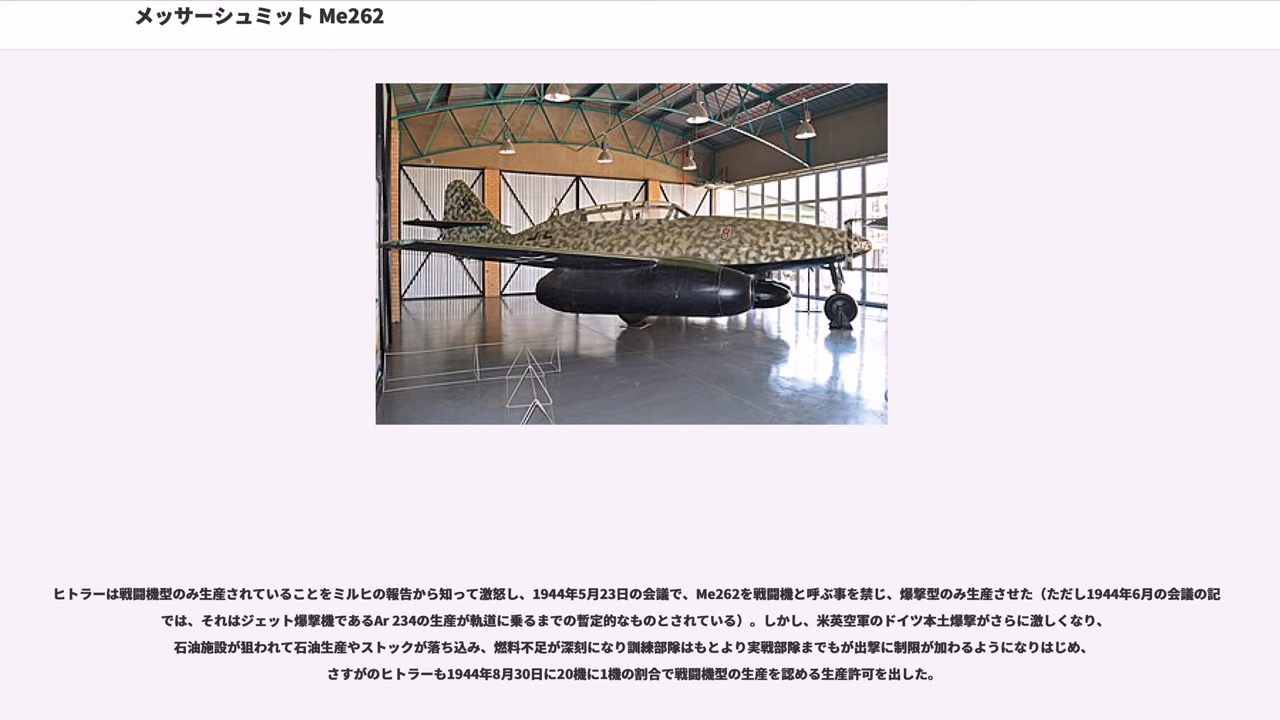 メッサーシュミット Me262
8
ヒトラーは戦闘機型のみ生産されていることをミルヒの報告から知って激怒し、1944年5月23日の会議で、Me262を戦闘機と呼ぶ事を禁じ、爆撃型のみ生産させた（ただし1944年6月の会議の記
では、それはジェット爆撃機であるAr 234の生産が軌道に乗るまでの暫定的なものとされている）。しかし、米英空軍のドイツ本土爆撃がさらに激しくなり、
石油施設が狙われて石油生産やストックが落ち込み、燃料不足が深刻になり訓練部隊はもとより実戦部隊までもが出撃に制限が加わるようになりはじめ、
さすがのヒトラーも1944年8月30日に20機に1機の割合で戦闘機型の生産を認める生産許可を出した。